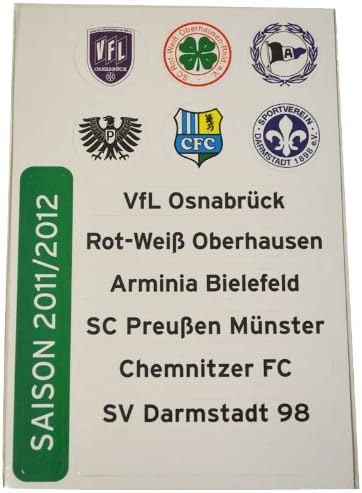 VfL
OSNABRÜCK
SC Rot-Weiß Oberhausen-Rhld. e.V.
A
P
CFC
SPORTVEREIN
DARMSTADT 1898 e.V.
SAISON 2011/2012
VfL Osnabrück
Rot-Weiß Oberhausen
Arminia Bielefeld
SC Preußen Münster
Chemnitzer FC
SV Darmstadt 98